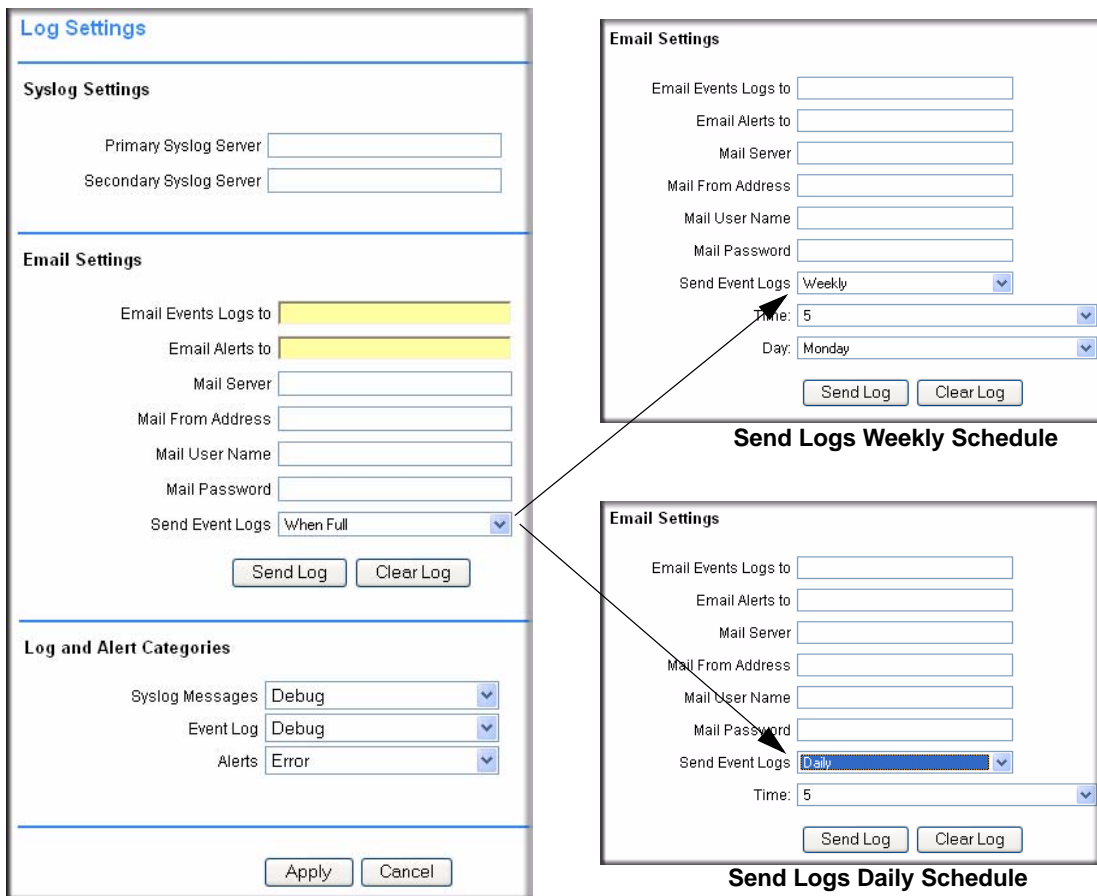 Log Settings
Syslog Settings
Primary Syslog Server
Secondary Syslog Server
Email Settings
Email Events Logs to
Email Alerts to
Mail Server
Mail From Address
Mail User Name
Mail Password
Send Event Logs When Full
Send Log Clear Log
Log and Alert Categories
Syslog Messages Debug
Event Log Debug
Alerts Error
Apply Cancel
Email Settings
Email Events Logs to
Email Alerts to
Mail Server
Mail From Address
Mail User Name
Mail Password
Send Event Logs Weekly
Time: 5
Day: Monday
Send Log Clear Log
Send Logs Weekly Schedule
Email Settings
Email Events Logs to
Email Alerts to
Mail Server
Mail From Address
Mail User Name
Mail Password
Send Event Logs Daily
Time: 5
Send Log Clear Log
Send Logs Daily Schedule